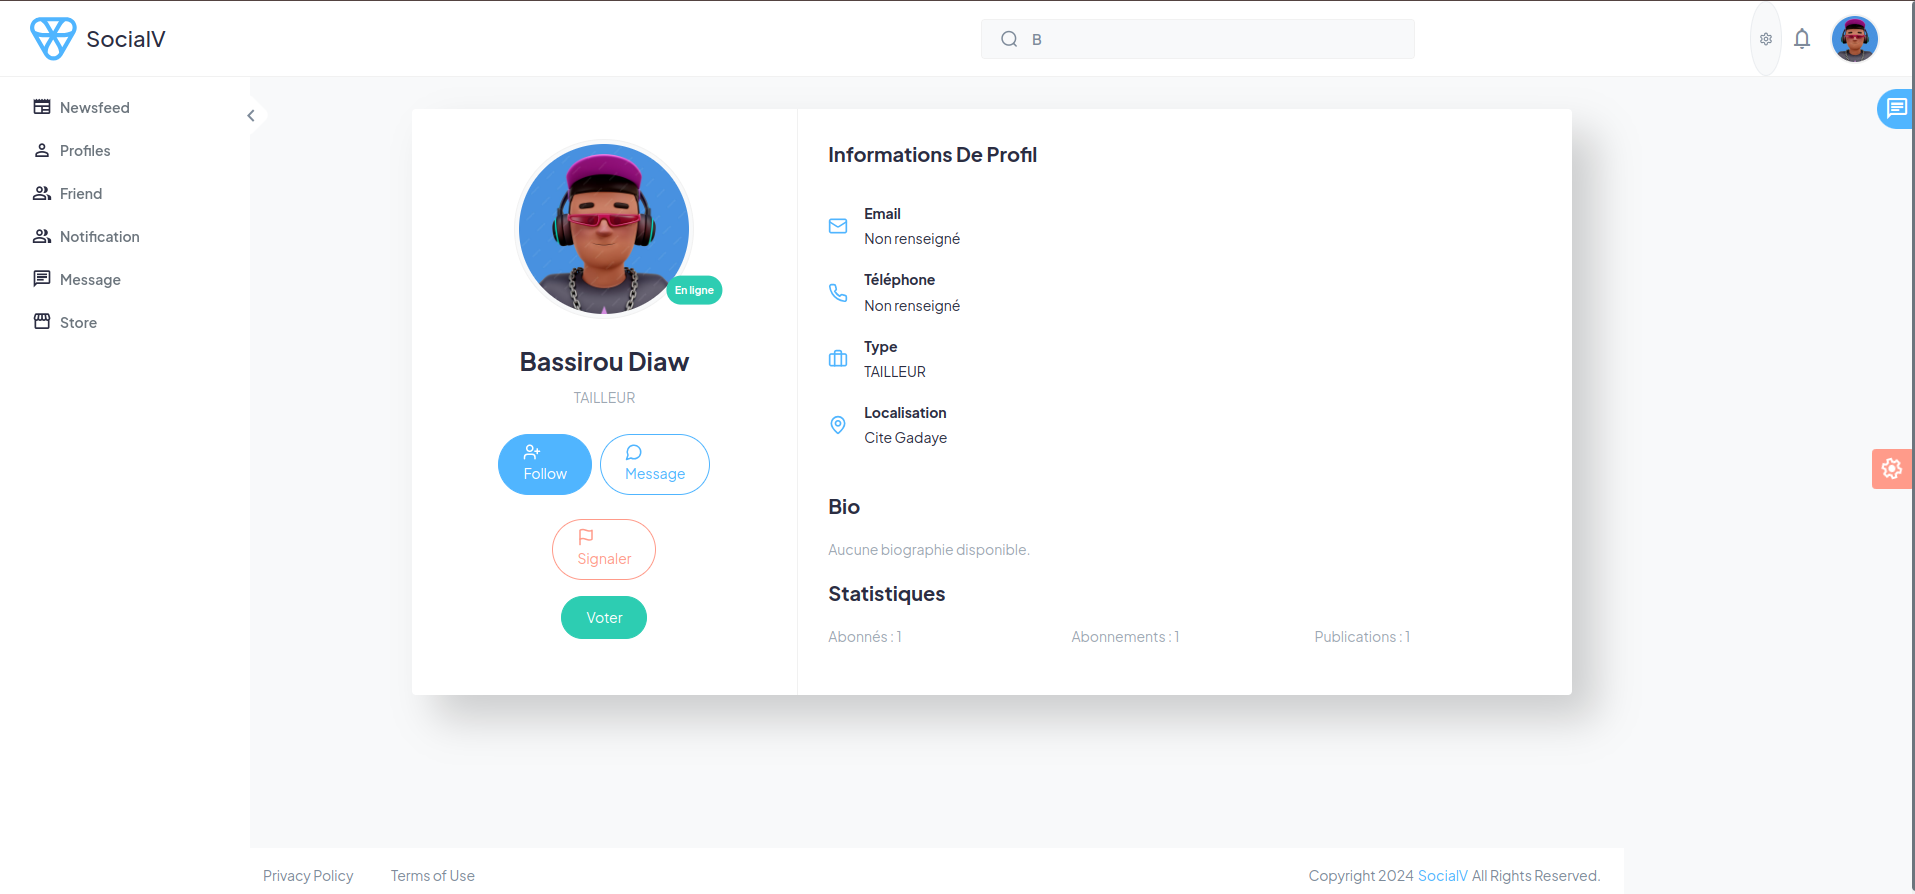 SocialV
B
Newsfeed
Profiles
Friend
Notification
Message
Store
En ligne
Bassirou Diaw
TAILLEUR
Follow
Message
Signaler
Voter
Informations De Profil
Email
Non renseigné
Téléphone
Non renseigné
Type
TAILLEUR
Localisation
Cite Gadaye
Bio
Aucune biographie disponible.
Statistiques
Abonnés : 1 Abonnements : 1 Publications : 1
Privacy Policy Terms of Use Copyright 2024 SocialV All Rights Reserved.